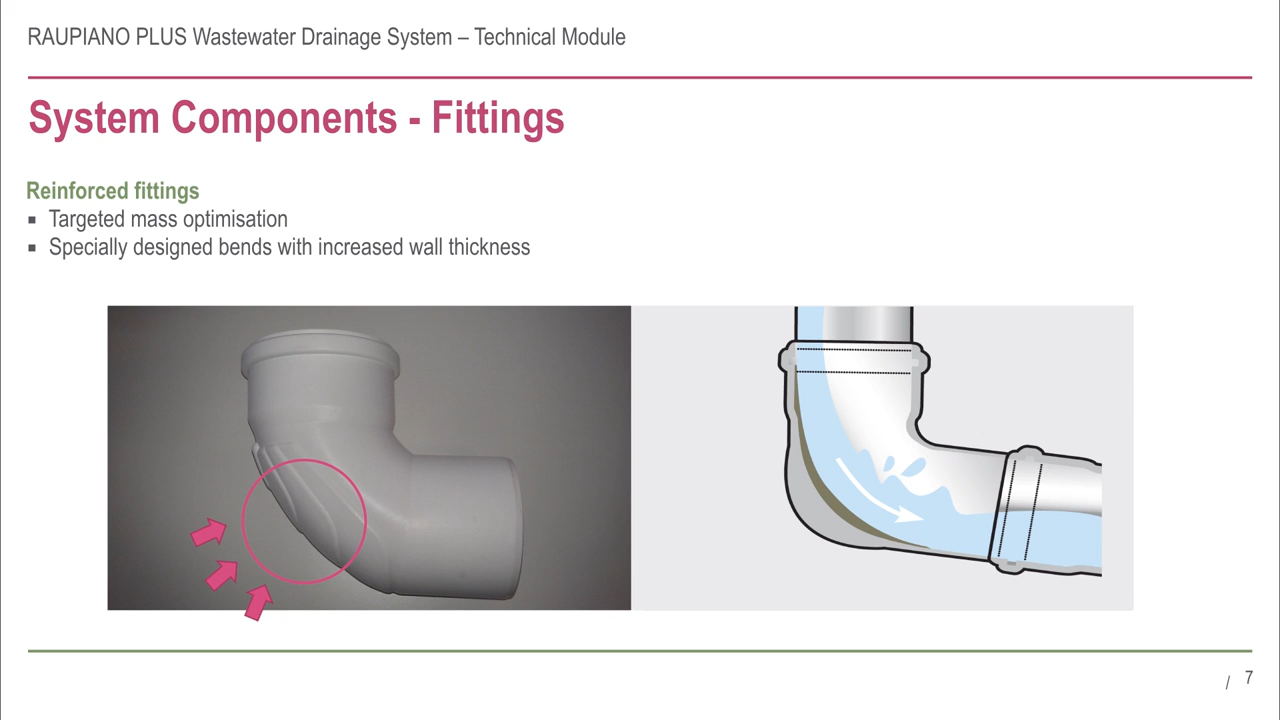 RAUPIANO PLUS Wastewater Drainage System – Technical Module
System Components - Fittings
Reinforced fittings
▪ Targeted mass optimisation
▪ Specially designed bends with increased wall thickness
/ 7